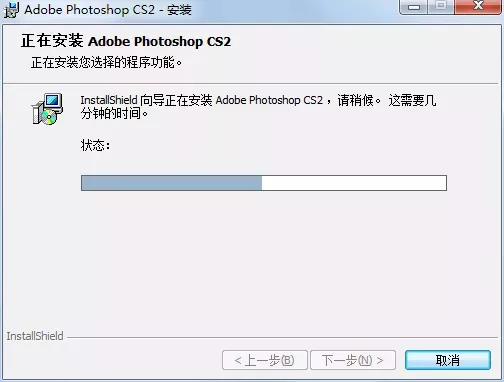 Adobe Photoshop CS2 - 安装
正在安装 Adobe Photoshop CS2
正在安装您选择的程序功能。
InstallShield 向导正在安装 Adobe Photoshop CS2 ，请稍候。 这需要几
分钟的时间。
状态：
InstallShield
< 上一步(B)
下一步(N) >
取消